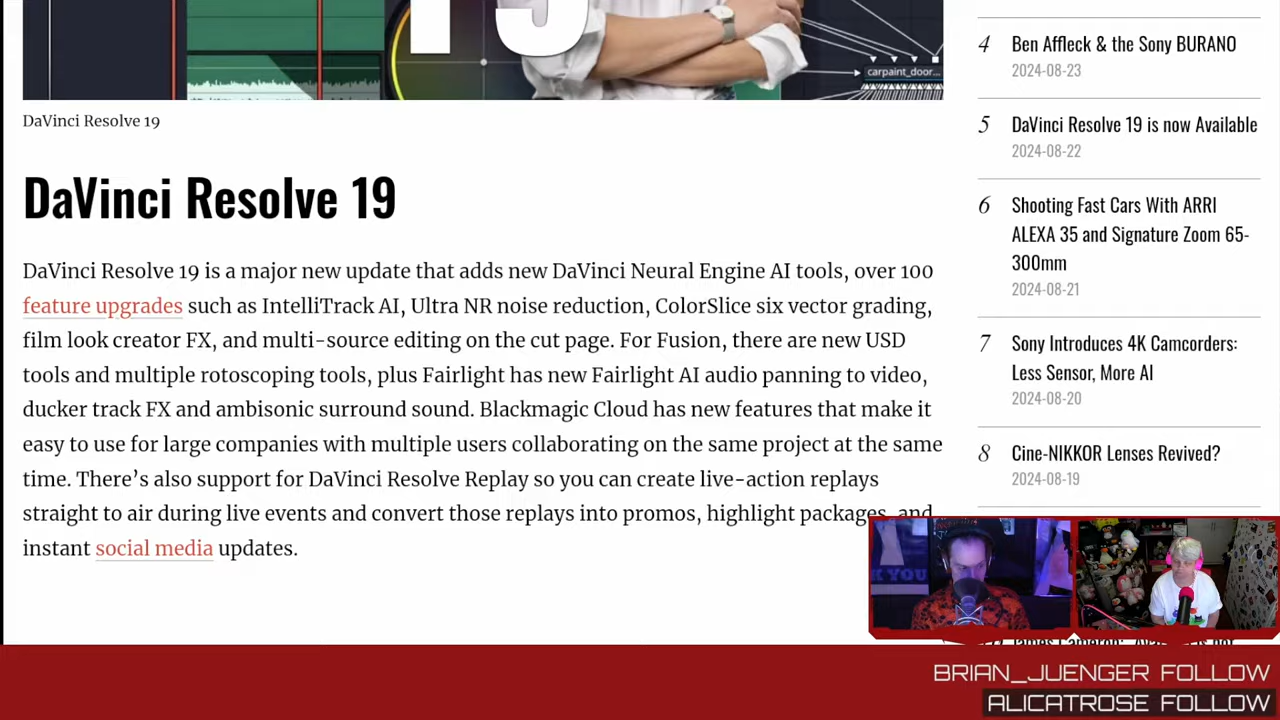 19
carpaint_door...
DaVinci Resolve 19
DaVinci Resolve 19
DaVinci Resolve 19 is a major new update that adds new DaVinci Neural Engine AI tools, over 100
feature upgrades such as IntelliTrack AI, Ultra NR noise reduction, ColorSlice six vector grading,
film look creator FX, and multi-source editing on the cut page. For Fusion, there are new USD
tools and multiple rotoscoping tools, plus Fairlight has new Fairlight AI audio panning to video,
ducker track FX and ambisonic surround sound. Blackmagic Cloud has new features that make it
easy to use for large companies with multiple users collaborating on the same project at the same
time. There’s also support for DaVinci Resolve Replay so you can create live-action replays
straight to air during live events and convert those replays into promos, highlight packages, and
instant social media updates.
4 Ben Affleck & the Sony BURANO
2024-08-23
5 DaVinci Resolve 19 is now Available
2024-08-22
6 Shooting Fast Cars With ARRI
ALEXA 35 and Signature Zoom 65-
300mm
2024-08-21
7 Sony Introduces 4K Camcorders:
Less Sensor, More AI
2024-08-20
8 Cine-NIKKOR Lenses Revived?
2024-08-19
K YOU
James Cameron:
BRIAN_JUENGER FOLLOW
ALICATROSE FOLLOW